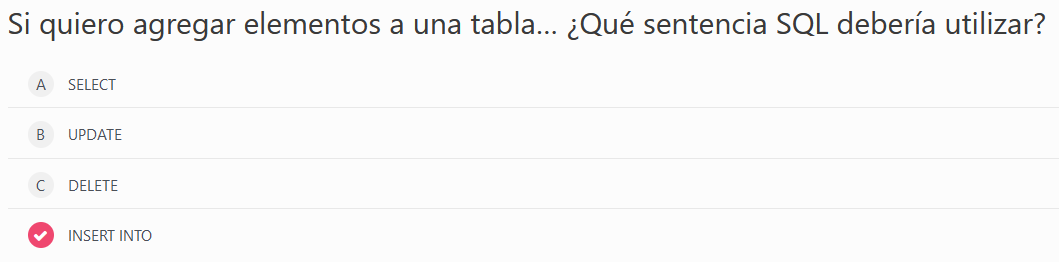 Si quiero agregar elementos a una tabla... ¿Qué sentencia SQL debería utilizar?
A SELECT
B UPDATE
C DELETE
INSERT INTO